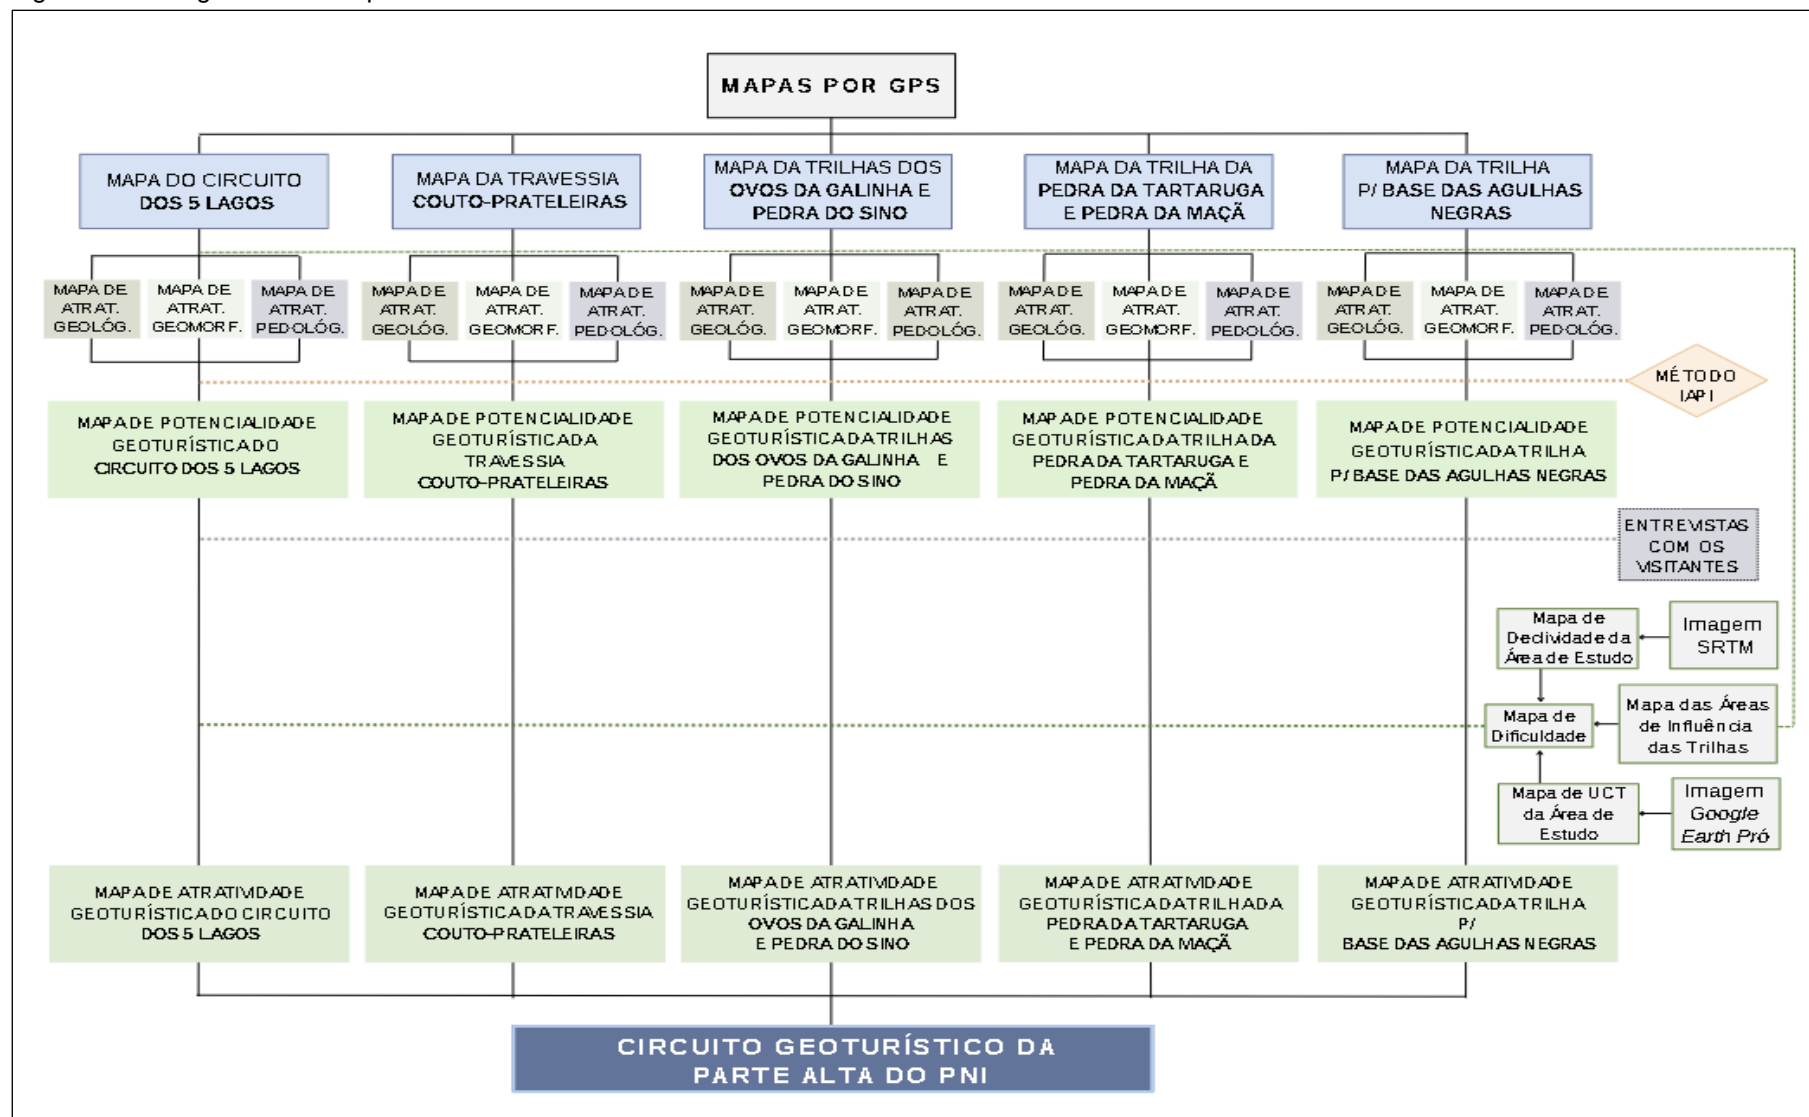 MAPAS POR GPS
MAPA DO CIRCUITO
DOS 5 LAGOS
MAPA DA TRAVESSIA
COUTO-PRATELEIRAS
MAPA DA TRILHAS DOS
OVOS DA GALINHA E
PEDRA DO SINO
MAPA DA TRILHA DA
PEDRA DA TARTARUGA
E PEDRA DA MAÇÃ
MAPA DA TRILHA
P/ BASE DAS AGULHAS
NEGRAS
MAPA DE
ATRAT.
GEOLÓG.
MAPA DE
ATRAT.
GEOMORF.
MAPA DE
ATRAT.
PEDOLÓG.
MAPA DE
ATRAT.
GEOLÓG.
MAPA DE
ATRAT.
GEOMORF.
MAPA DE
ATRAT.
PEDOLÓG.
MAPA DE
ATRAT.
GEOLÓG.
MAPA DE
ATRAT.
GEOMORF.
MAPA DE
ATRAT.
PEDOLÓG.
MAPA DE
ATRAT.
GEOLÓG.
MAPA DE
ATRAT.
GEOMORF.
MAPA DE
ATRAT.
PEDOLÓG.
MAPA DE
ATRAT.
GEOLÓG.
MAPA DE
ATRAT.
GEOMORF.
MAPA DE
ATRAT.
PEDOLÓG.
MÉTODO
IAPI
MAPA DE POTENCIALIDADE
GEOTURÍSTICA DO
CIRCUITO DOS 5 LAGOS
MAPA DE POTENCIALIDADE
GEOTURÍSTICA DA
TRAVESSIA
COUTO-PRATELEIRAS
MAPA DE POTENCIALIDADE
GEOTURÍSTICA DA TRILHAS
DOS OVOS DA GALINHA E
PEDRA DO SINO
MAPA DE POTENCIALIDADE
GEOTURÍSTICA DA TRILHA DA
PEDRA DA TARTARUGA E
PEDRA DA MAÇÃ
MAPA DE POTENCIALIDADE
GEOTURÍSTICA DA TRILHA
P/ BASE DAS AGULHAS NEGRAS
ENTREVISTAS
COM OS
VISITANTES
Mapa de
Declividade da
Área de Estudo
Imagem
SRTM
Mapa de
Dificuldade
Mapa das Áreas
de Influência
das Trilhas
Mapa de UCT
da Área de
Estudo
Imagem
Google
Earth Pró
MAPA DE ATRATIVIDADE
GEOTURÍSTICA DO CIRCUITO
DOS 5 LAGOS
MAPA DE ATRATIVIDADE
GEOTURÍSTICA DA TRAVESSIA
COUTO-PRATELEIRAS
MAPA DE ATRATIVIDADE
GEOTURÍSTICA DA TRILHAS DOS
OVOS DA GALINHA
E PEDRA DO SINO
MAPA DE ATRATIVIDADE
GEOTURÍSTICA DA TRILHA DA
PEDRA DA TARTARUGA
E PEDRA DA MAÇÃ
MAPA DE ATRATIVIDADE
GEOTURÍSTICA DA TRILHA
P/
BASE DAS AGULHAS NEGRAS
CIRCUITO GEOTURÍSTICO DA
PARTE ALTA DO PNI